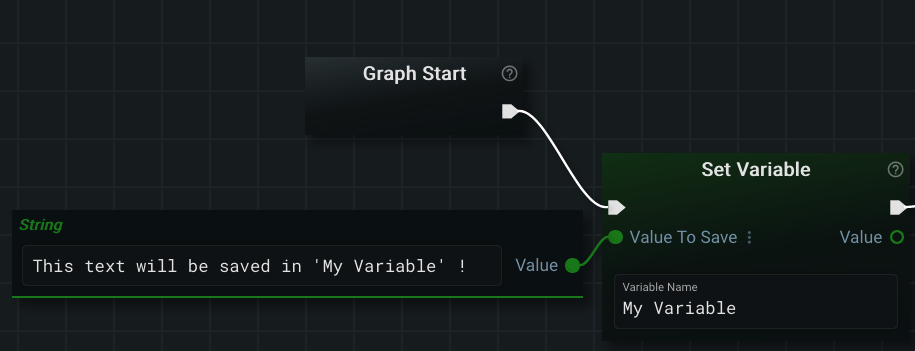 Graph Start
Set Variable
String
Value To Save
Value
This text will be saved in 'My Variable' !
Value
Variable Name
My Variable